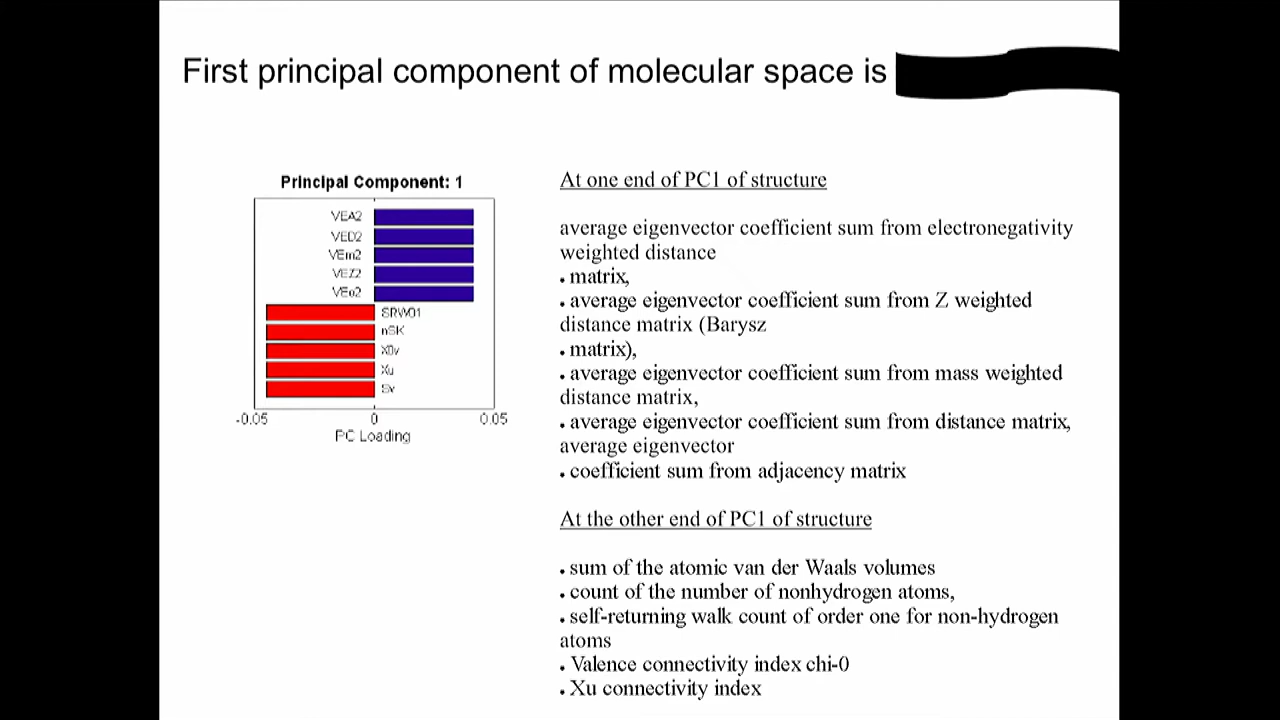 First principal component of molecular space is
Principal Component: 1
VEA2
VED2
VEm2
VEZ2
VEe2
SRW01
nSK
X0v
Xu
Sv
-0.05 0 0.05
PC Loading
At one end of PC1 of structure
average eigenvector coefficient sum from electronegativity
weighted distance
• matrix,
• average eigenvector coefficient sum from Z weighted
distance matrix (Barysz
• matrix),
• average eigenvector coefficient sum from mass weighted
distance matrix,
• average eigenvector coefficient sum from distance matrix,
average eigenvector
• coefficient sum from adjacency matrix
At the other end of PC1 of structure
• sum of the atomic van der Waals volumes
• count of the number of nonhydrogen atoms,
• self-returning walk count of order one for non-hydrogen
atoms
• Valence connectivity index chi-0
• Xu connectivity index